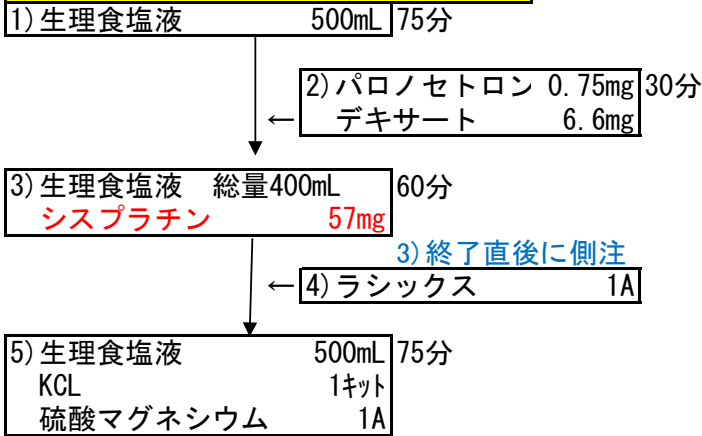 1)生理食塩液 500mL 75分
2)パロノセトロン 0.75mg 30分
← デキサート 6.6mg
3)生理食塩液 総量400mL 60分
シスプラチン 57mg
3)終了直後に側注
← 4)ラシックス 1A
5)生理食塩液 500mL 75分
KCL 1ｷｯﾄ
硫酸マグネシウム 1A